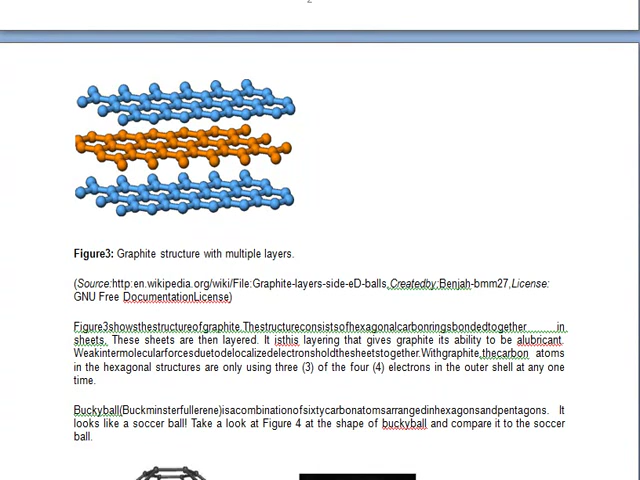 2
Figure3: Graphite structure with multiple layers.
(Source:http:en.wikipedia.org/wiki/File:Graphite-layers-side-eD-balls,Createdby:Benjah-bmm27,License:
GNU Free DocumentationLicense)
Figure3showsthestructureofgraphite.Thestructureconsistsofhexagonalcarbonringsbondedtogether in
sheets. These sheets are then layered. It isthis layering that gives graphite its ability to be alubricant.
Weakintermolecularforcesduetodelocalizedelectronsholdthesheetstogether.Withgraphite,thecarbon atoms
in the hexagonal structures are only using three (3) of the four (4) electrons in the outer shell at any one
time.
Buckyball(Buckminsterfullerene)isacombinationofsixtycarbonatomsarrangedinhexagonsandpentagons. It
looks like a soccer ball! Take a look at Figure 4 at the shape of buckyball and compare it to the soccer
ball.